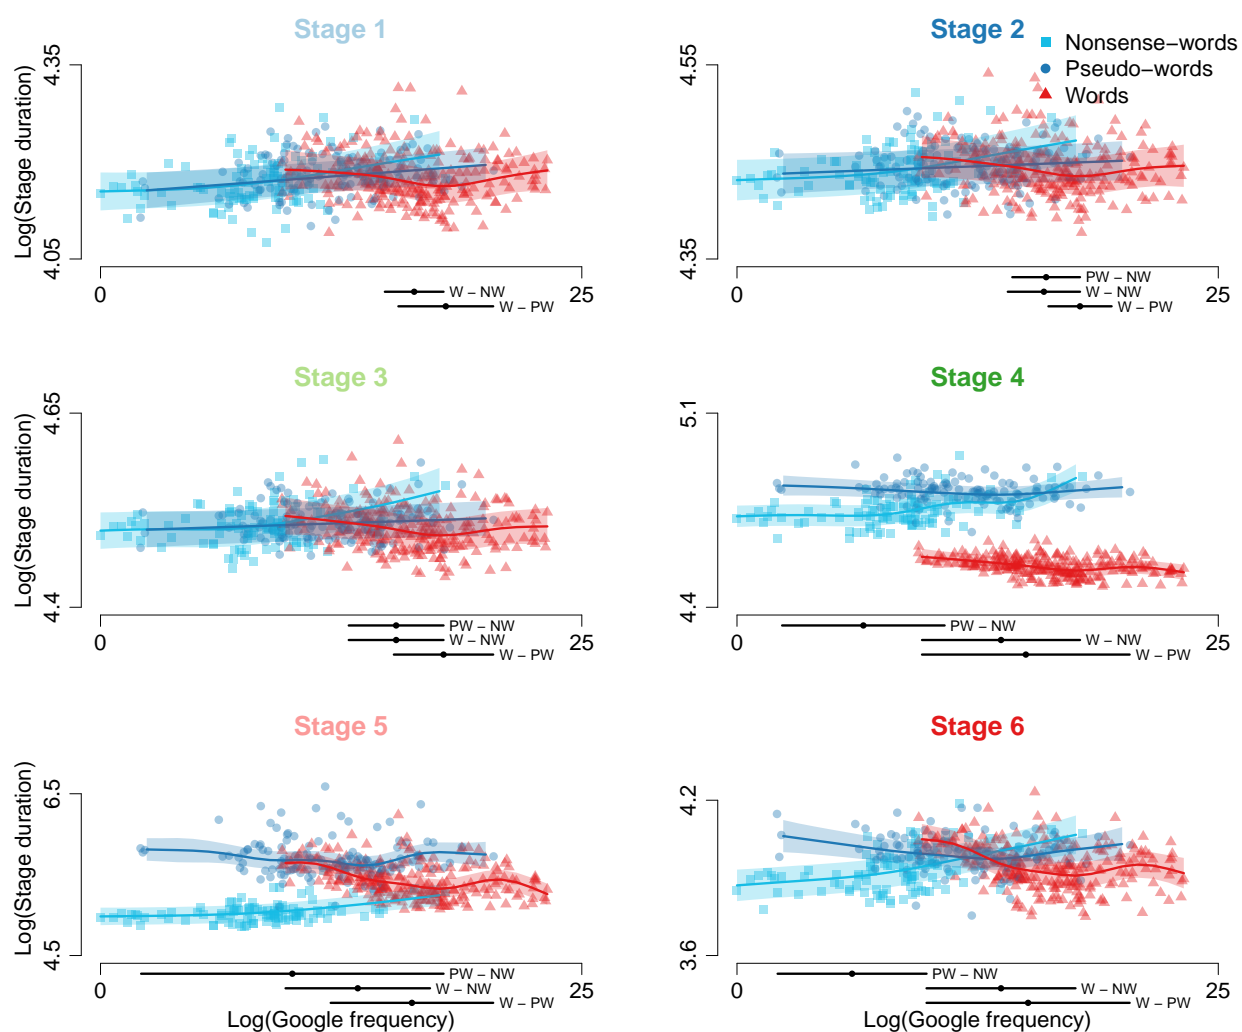 Stage 1
Log(Stage duration)
4.35
4.05
0
25
W − NW
W − PW
Stage 2
Nonsense−words
Pseudo−words
Words
4.55
4.35
0
25
PW − NW
W − NW
W − PW
Stage 3
Log(Stage duration)
4.65
4.4
0
25
PW − NW
W − NW
W − PW
Stage 4
5.1
4.4
0
25
PW − NW
W − NW
W − PW
Stage 5
Log(Stage duration)
6.5
4.5
0
25
PW − NW
W − NW
W − PW
Log(Google frequency)
Stage 6
4.2
3.6
0
25
PW − NW
W − NW
W − PW
Log(Google frequency)